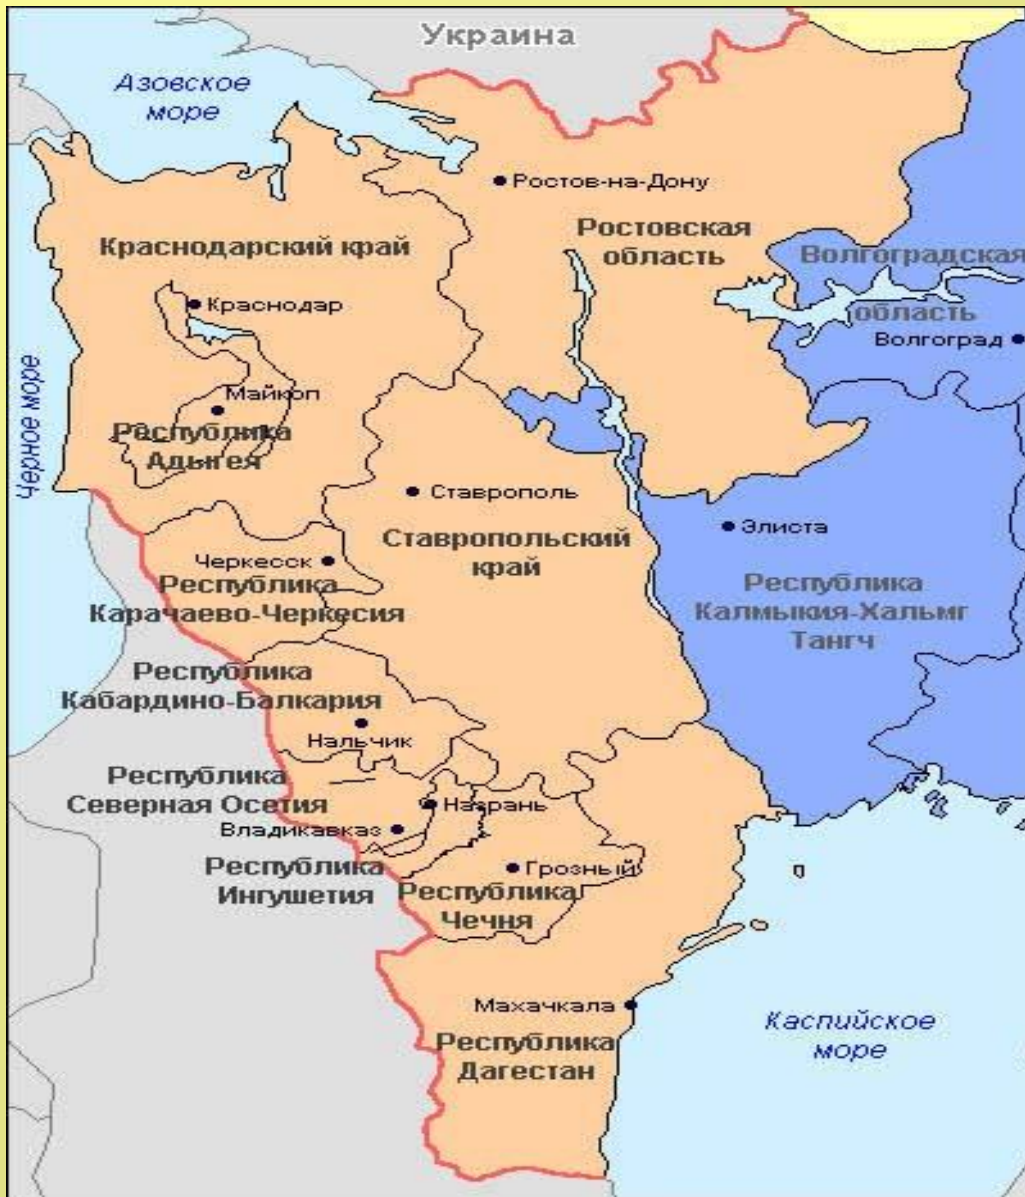 Украина
Азовское
море
Ростов-на-Дону
Ростовская
область
Краснодарский край
Волгоградская
область
Волгоград
Краснодар
Черное море
Майкоп
Республика
Адыгея
Ставрополь
Ставропольский
край
Элиста
Республика
Калмыкия-Хальмг
Тангч
Черкесск
Республика
Карачаево-Черкесия
Республика
Кабардино-Балкария
Нальчик
Республика
Северная Осетия
Назрань
Владикавказ
Республика
Ингушетия
Грозный
Республика
Чечня
Махачкала
Республика
Дагестан
Каспийское
море